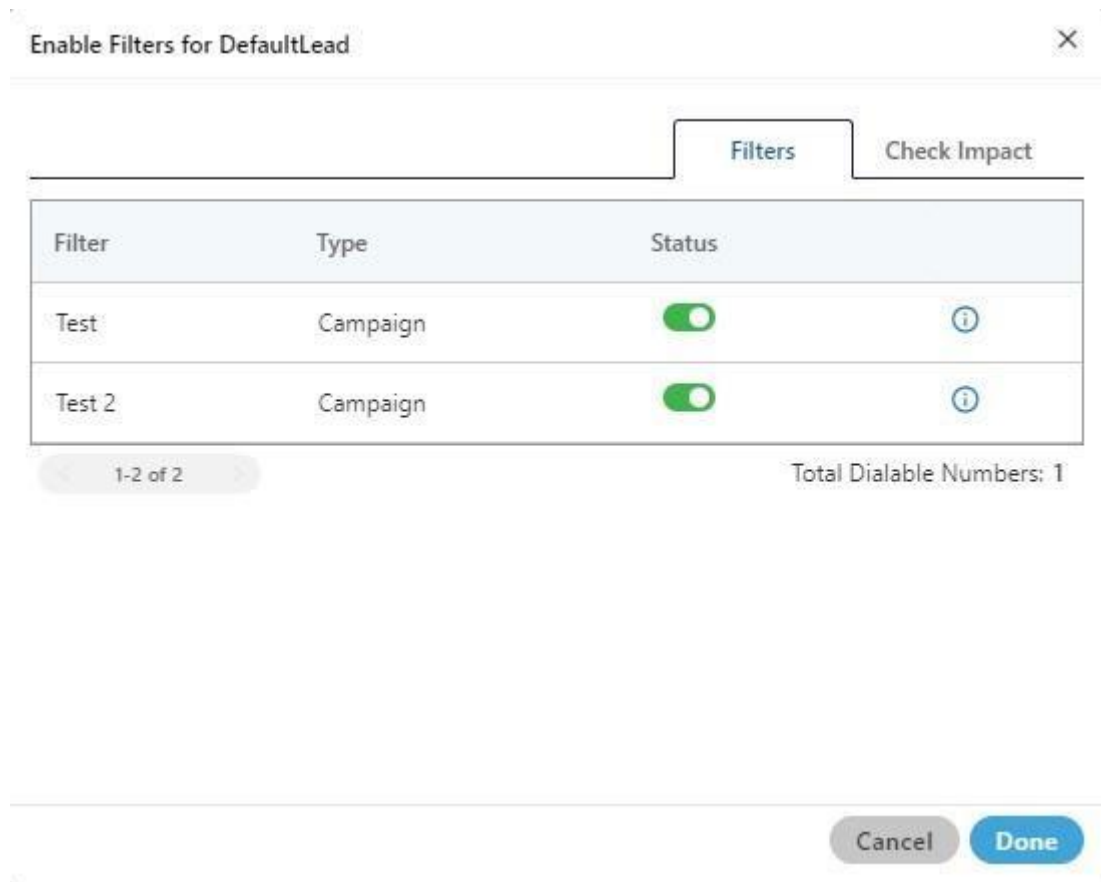 Enable Filters for DefaultLead
Filters Check Impact
Filter Type Status
Test Campaign
Test 2 Campaign
1-2 of 2 Total Dialable Numbers: 1
Cancel Done